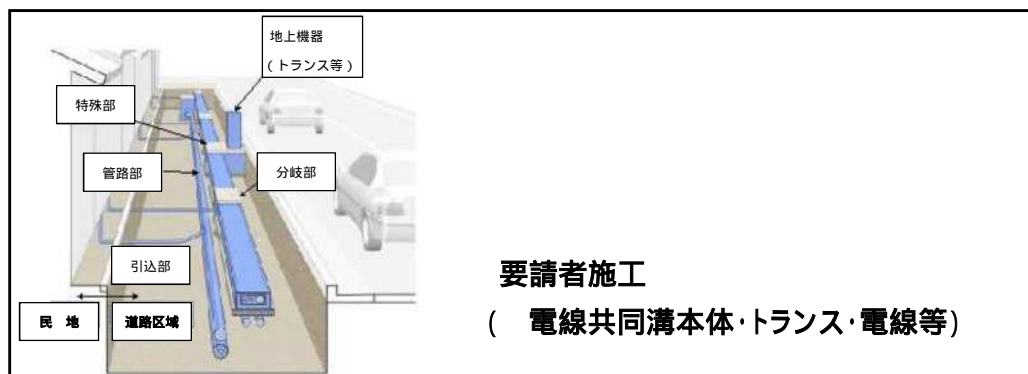 地上機器
(トランス等)
特殊部
管路部
分岐部
引込部
民 地
道路区域
要請者施工
( 電線共同溝本体・トランス・電線等)